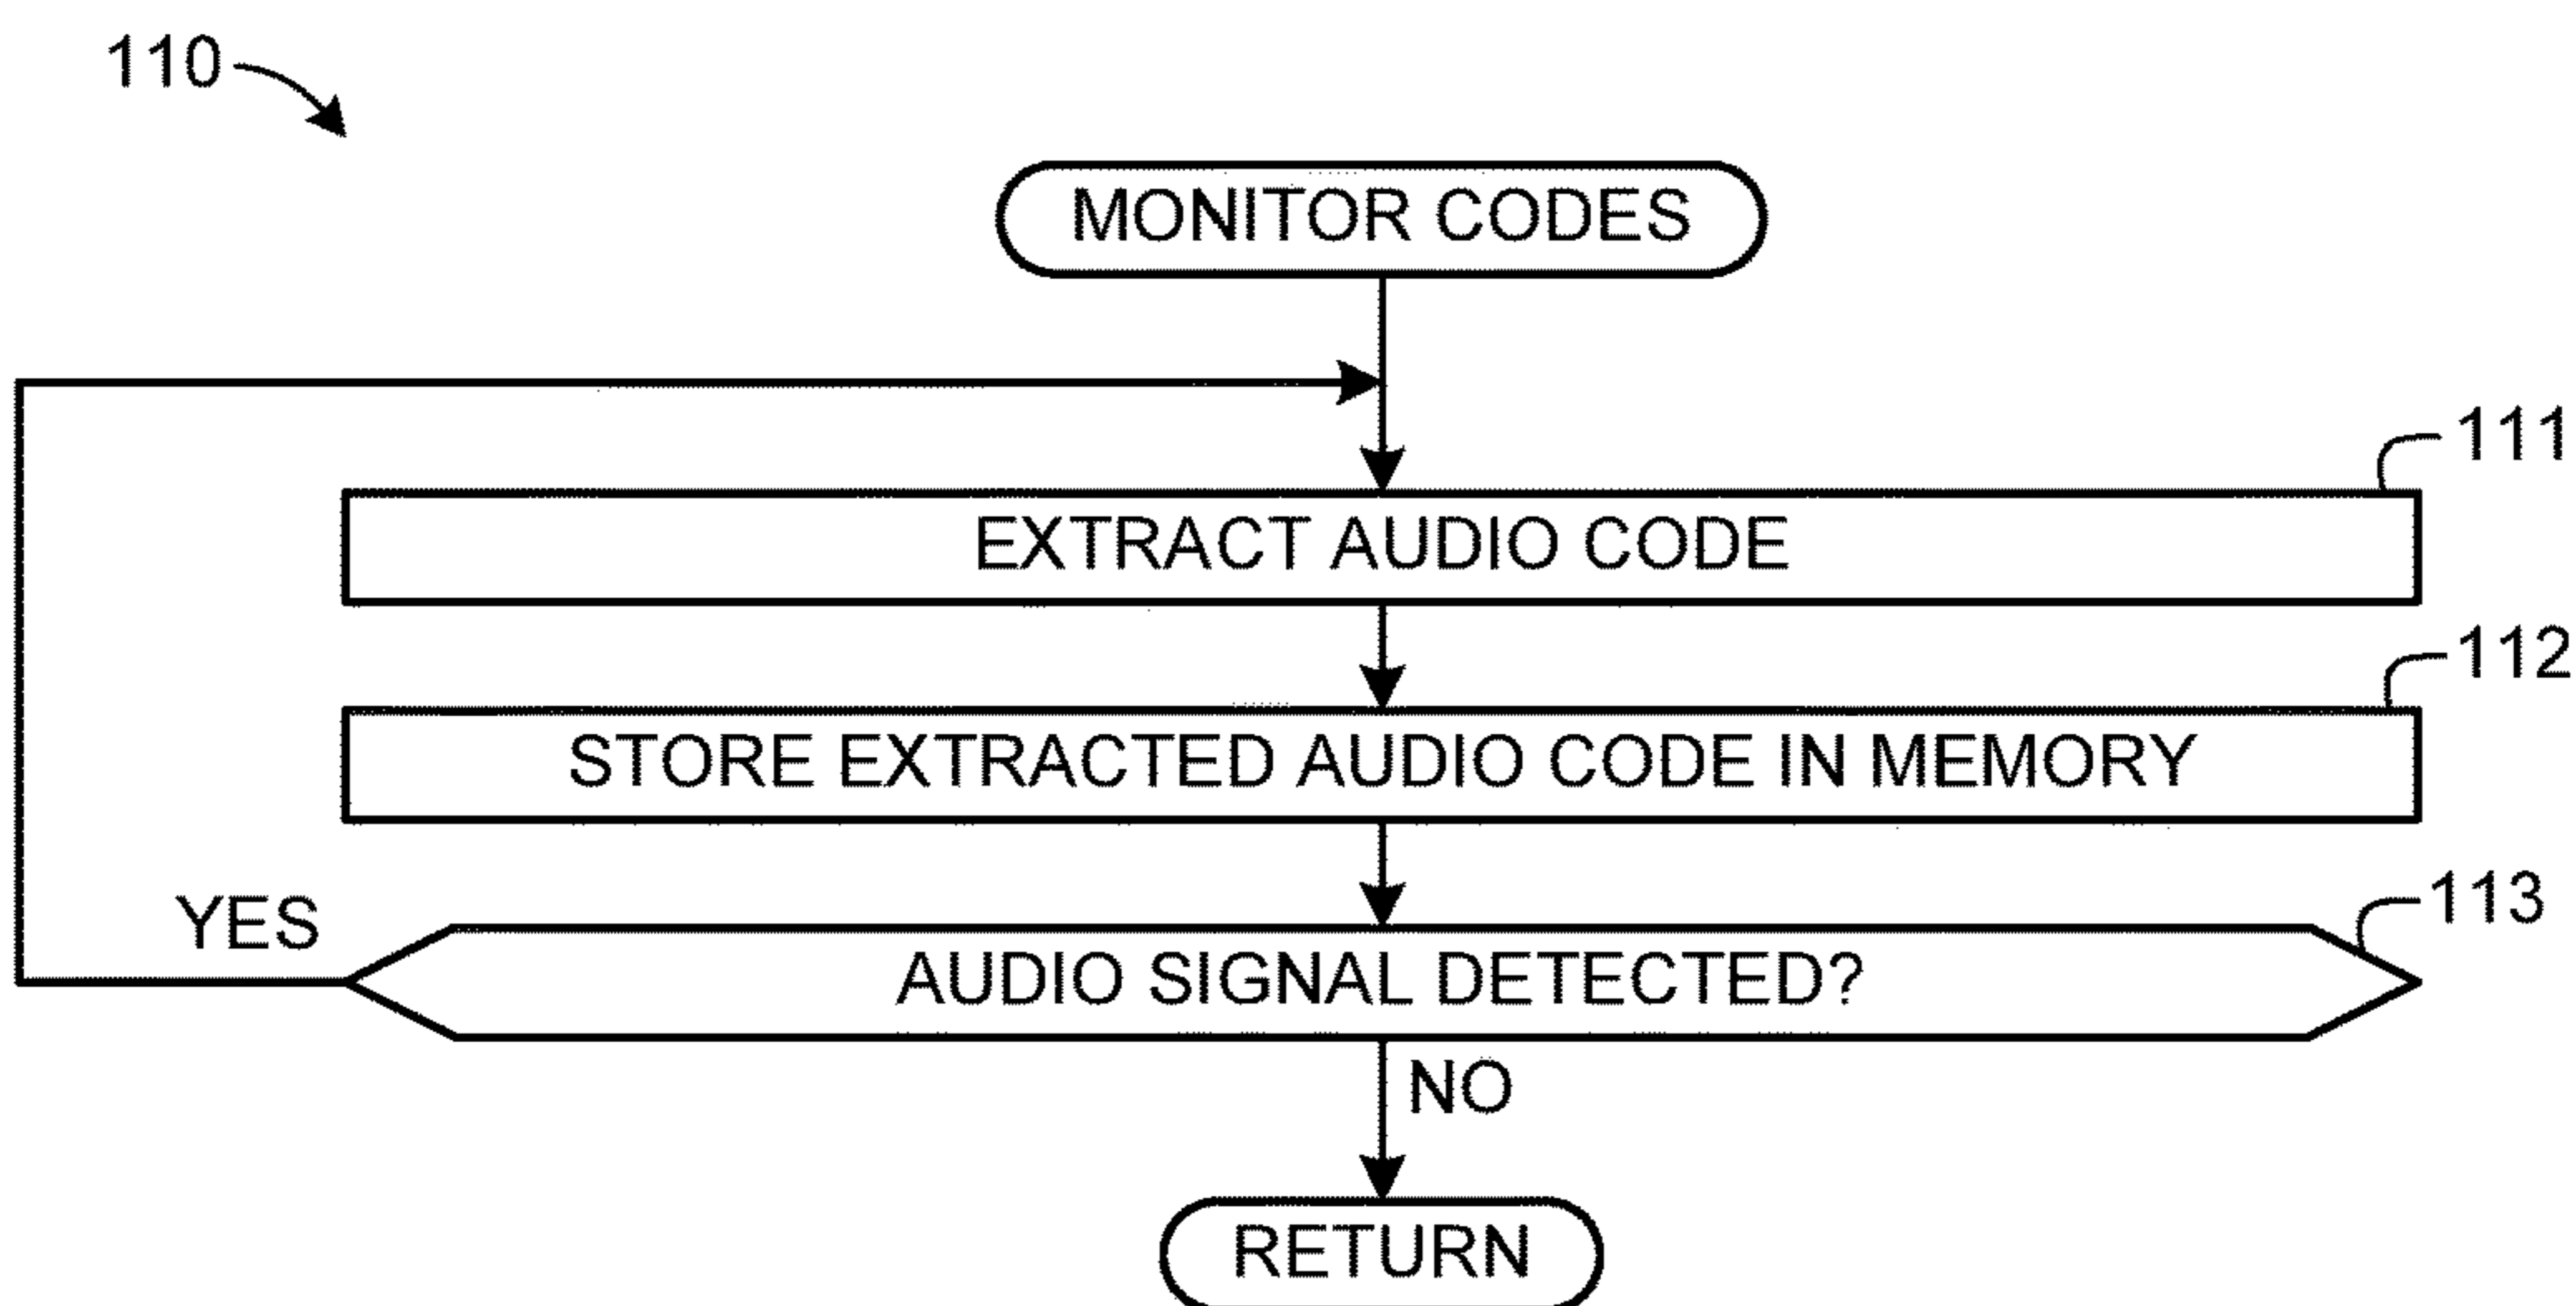 110
MONITOR CODES
111
EXTRACT AUDIO CODE
112
STORE EXTRACTED AUDIO CODE IN MEMORY
113
YES
AUDIO SIGNAL DETECTED?
NO
RETURN